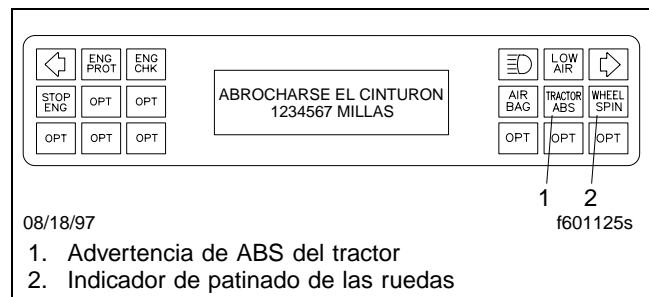 ENG PROT
ENG CHK
LOW AIR
STOP ENG
OPT
OPT
ABROCHARSE EL CINTURON
1234567 MILLAS
AIR BAG
TRACTOR ABS
WHEEL SPIN
OPT
OPT
OPT
OPT
OPT
OPT
1
2
08/18/97
f601125s
1. Advertencia de ABS del tractor
2. Indicador de patinado de las ruedas